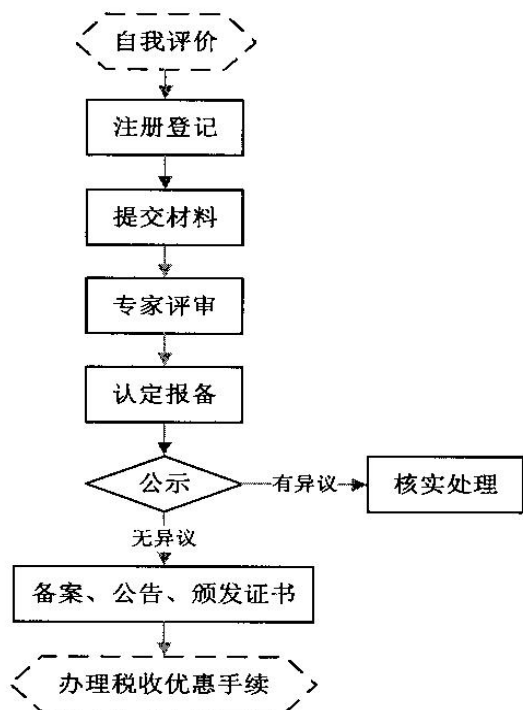 自我评价
注册登记
提交材料
专家评审
认定报备
公示
有异议
核实处理
无异议
备案、公告、颁发证书
办理税收优惠手续